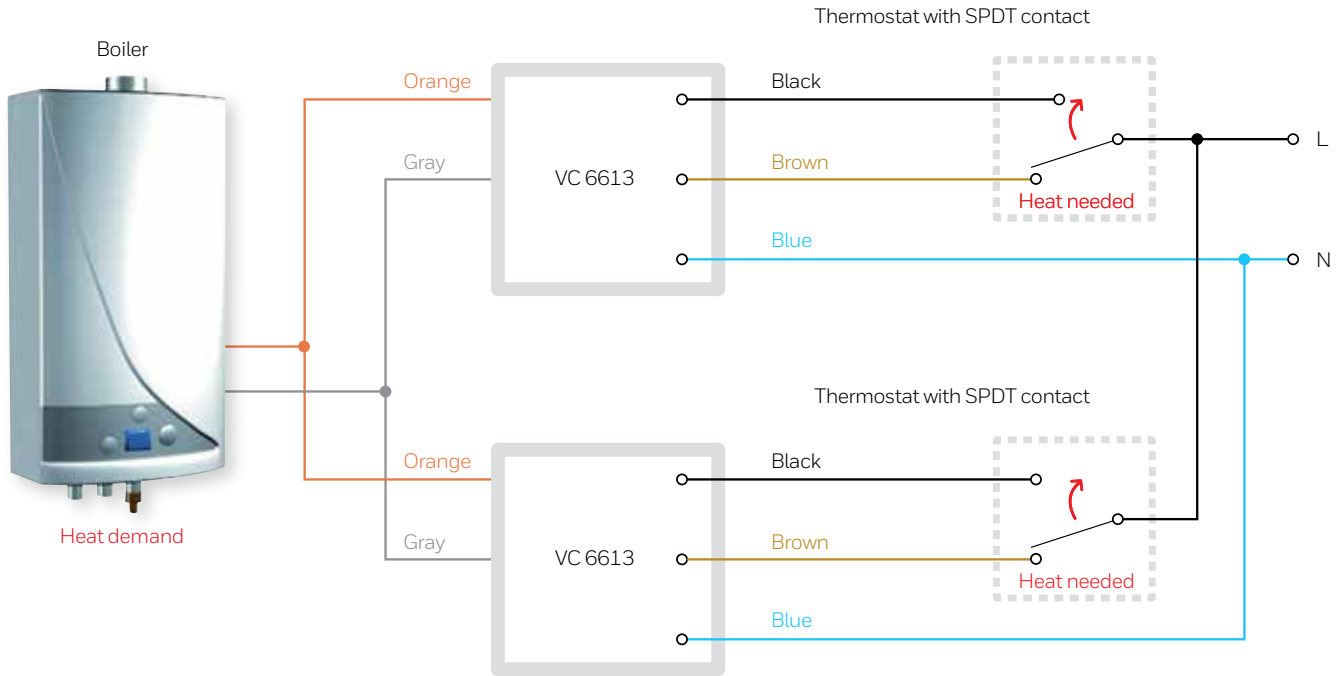 Thermostat with SPDT contact
Boiler
Orange
Black
L
Gray
VC 6613
Brown
Heat needed
Blue
N
Thermostat with SPDT contact
Orange
Black
Heat demand
Gray
VC 6613
Brown
Heat needed
Blue